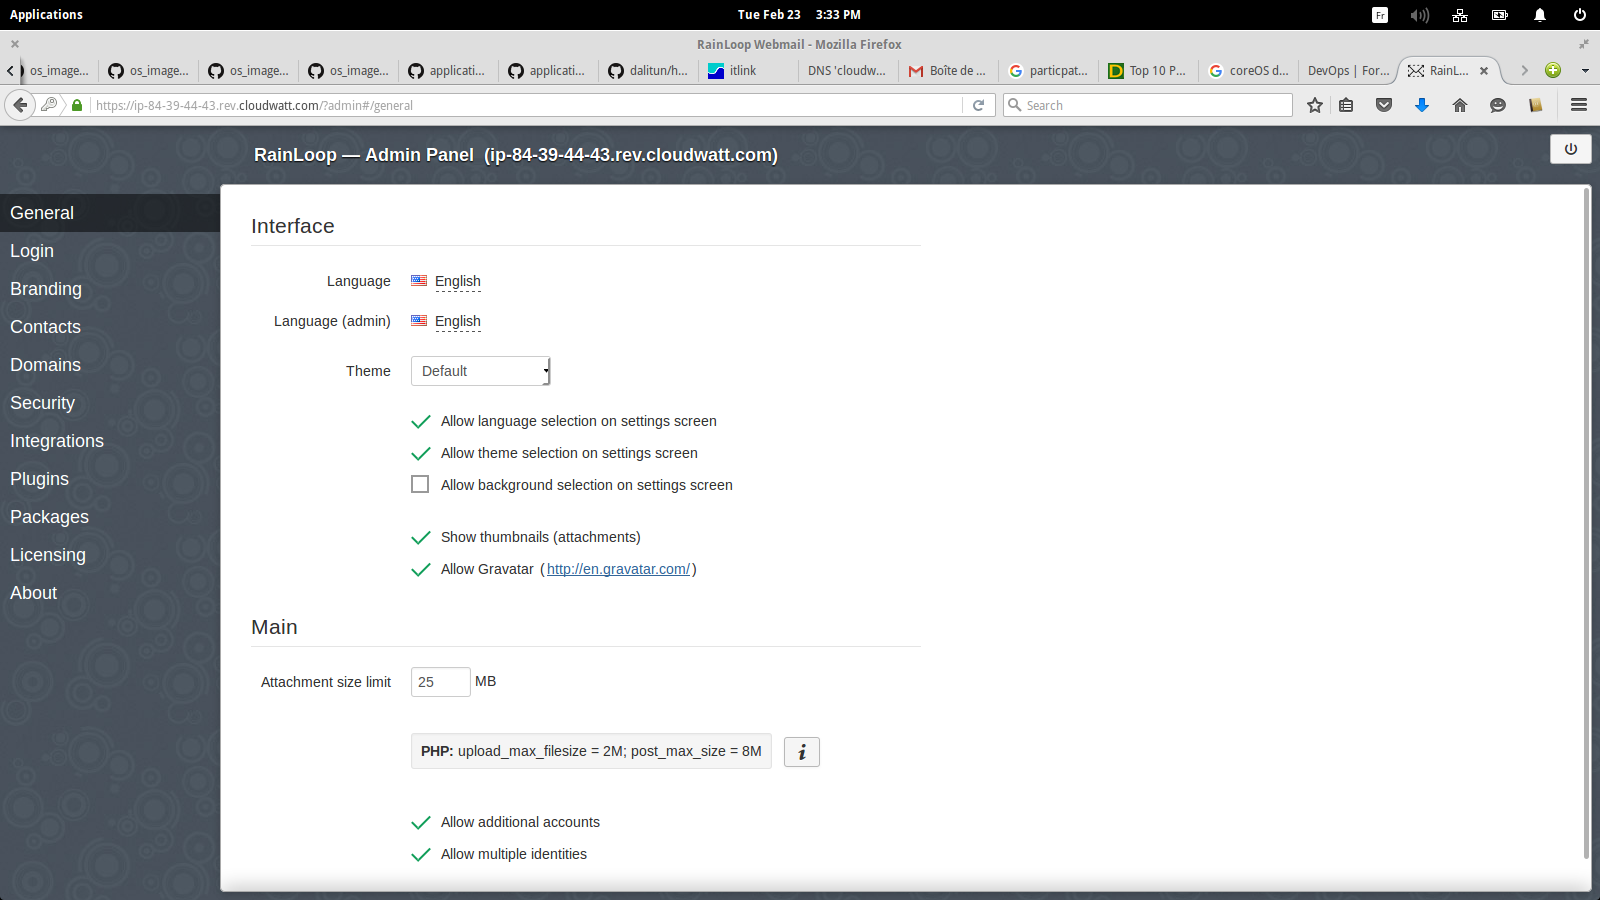 Applications
Tue Feb 23 3:33 PM
Fr
RainLoop Webmail - Mozilla Firefox
os_image...
os_image...
os_image...
os_image...
applicati...
applicati...
dalitun/h...
itlink
DNS 'cloudw...
Boîte de ...
particpat...
Top 10 P...
coreOS d...
DevOps | For...
RainL...
https://ip-84-39-44-43.rev.cloudwatt.com/?admin#/general
Search
RainLoop — Admin Panel (ip-84-39-44-43.rev.cloudwatt.com)
General
Login
Branding
Contacts
Domains
Security
Integrations
Plugins
Packages
Licensing
About
Interface
Language English
Language (admin) English
Theme Default
Allow language selection on settings screen
Allow theme selection on settings screen
Allow background selection on settings screen
Show thumbnails (attachments)
Allow Gravatar (http://en.gravatar.com/)
Main
Attachment size limit 25 MB
PHP: upload_max_filesize = 2M; post_max_size = 8M
i
Allow additional accounts
Allow multiple identities